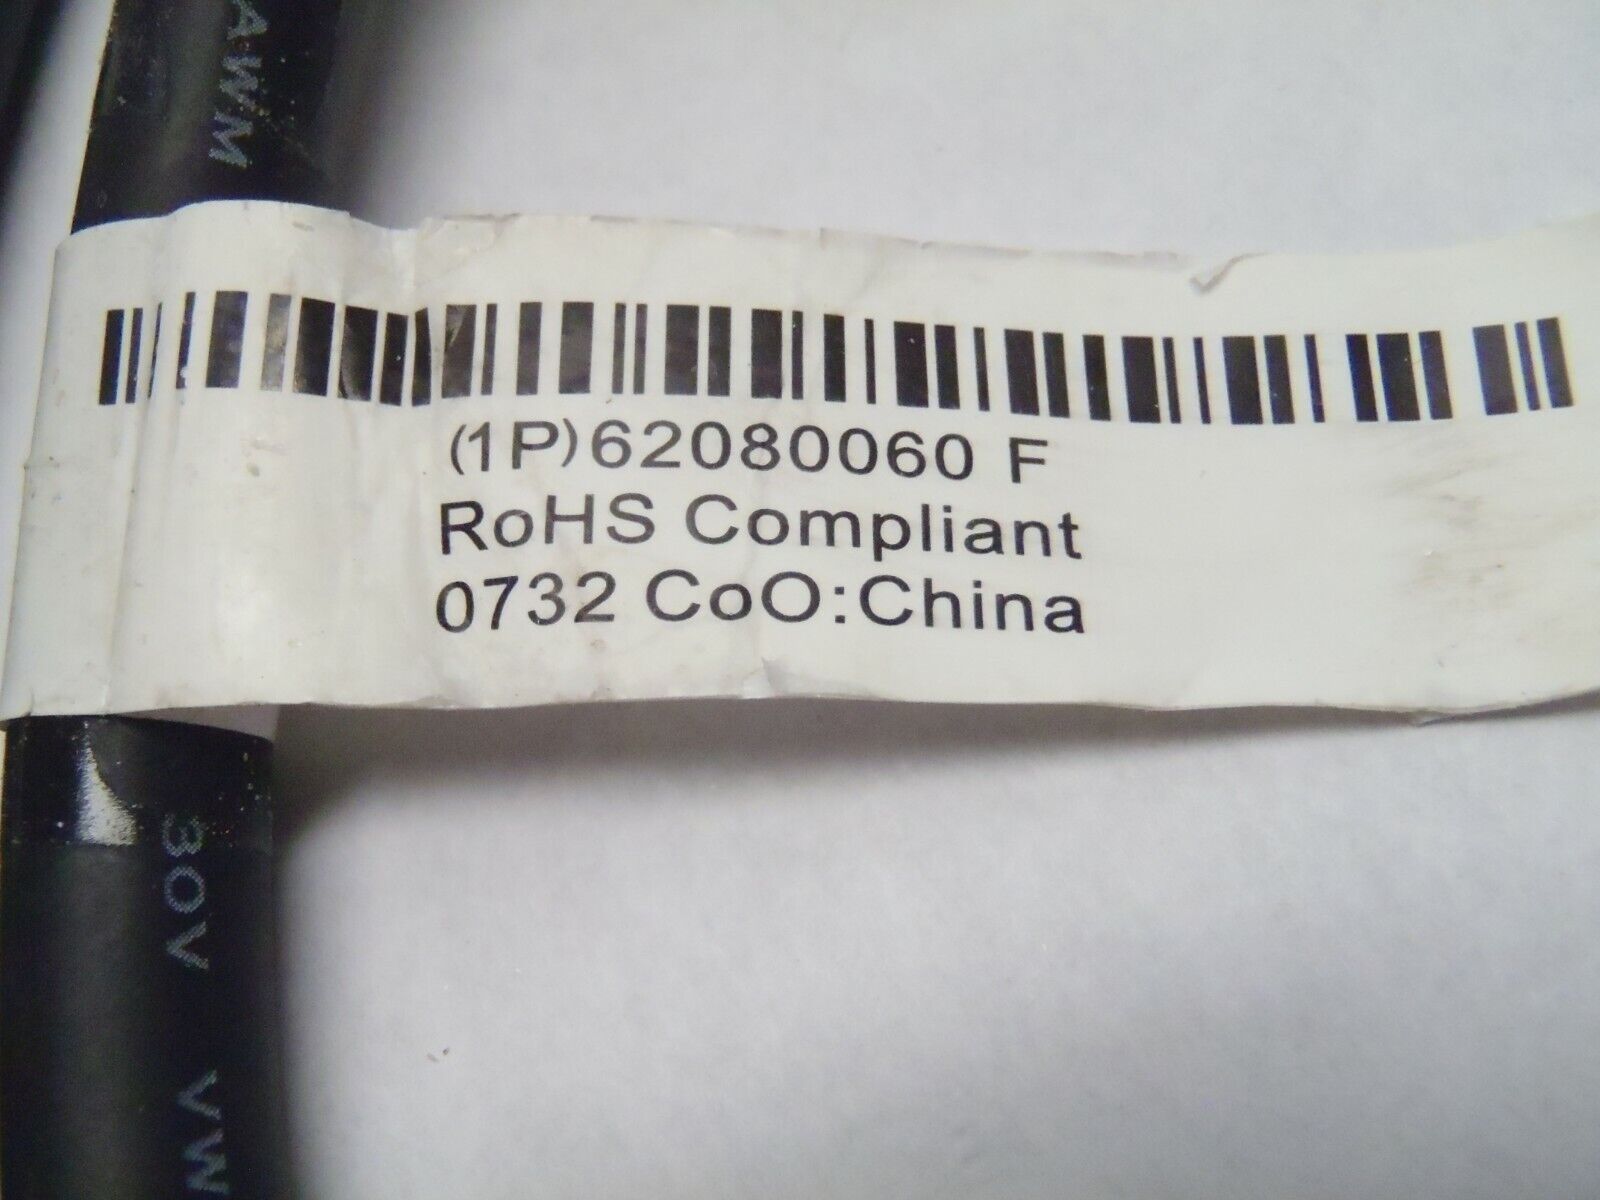 AWM
(1P)62080060 F
RoHS Compliant
0732 CoO:China
30V VW